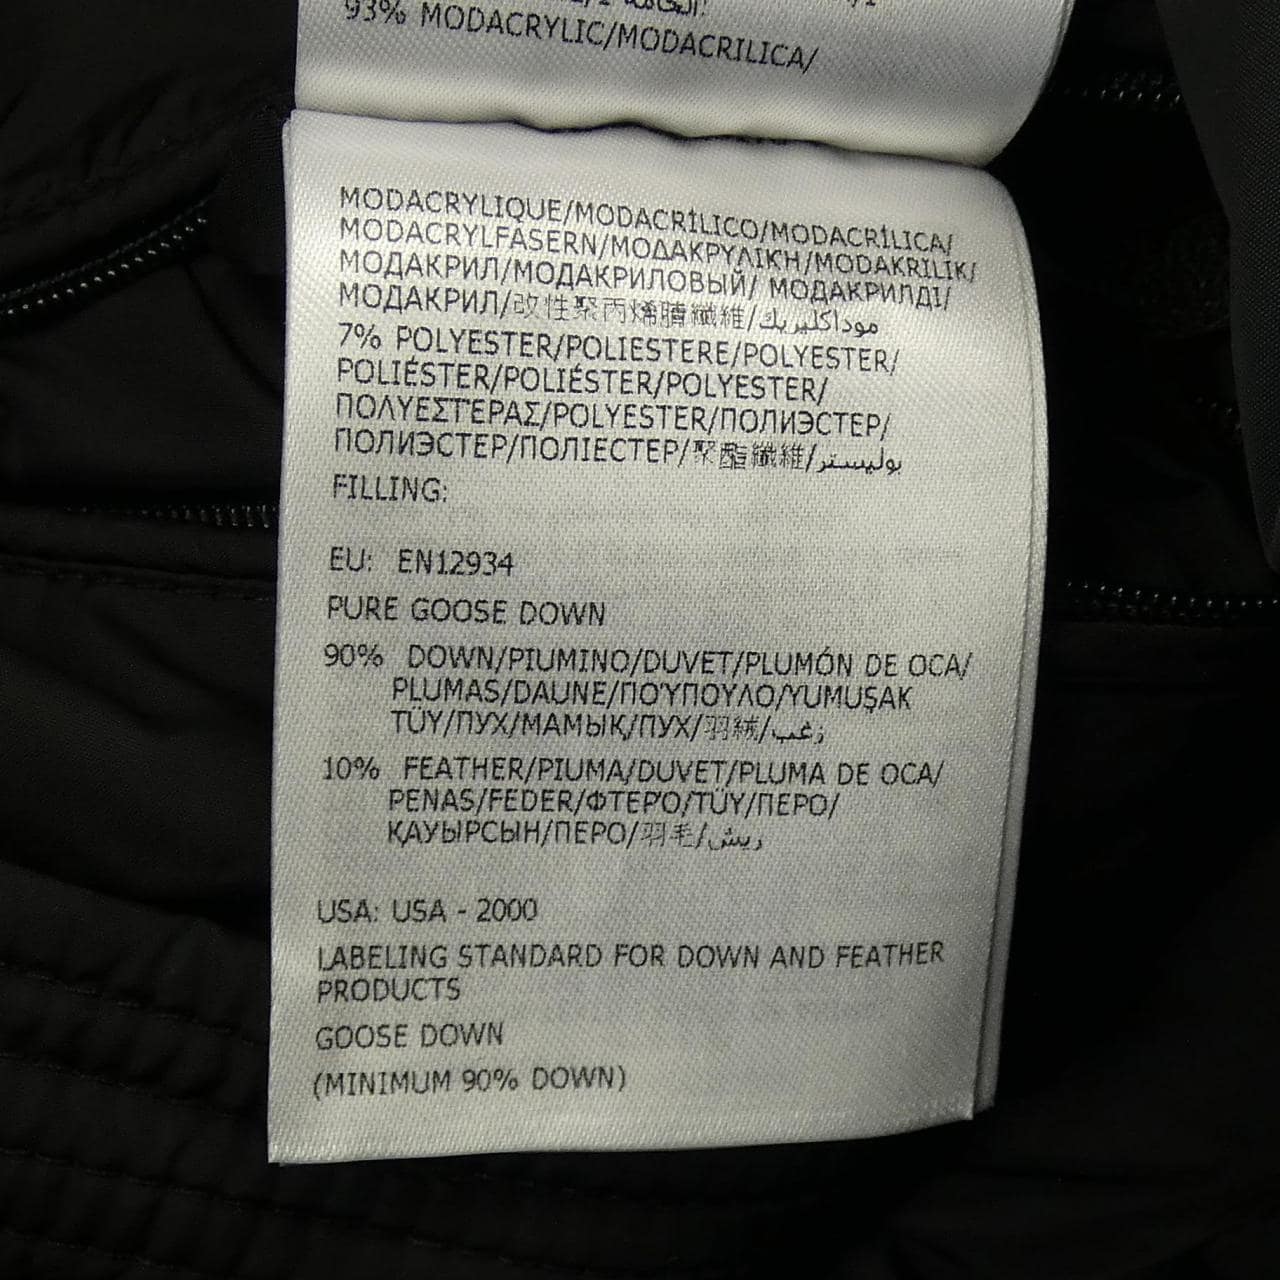 93% MODACRYLIC/MODACRILICA/
MODACRYLIQUE/MODACRÍLICO/MODACRÍLICA/
MODACRYLFASERN/ΜΟΔΑΚΡΥΛΙΚΗ/MODAKRILIK/
МОДАКРИЛ/МОДАКРИЛОВЫЙ/ МОДАКРИЛДІ/
МОДАКРИЛ/改性聚丙烯腈纖維/موداكليريك
7% POLYESTER/POLIESTERE/POLYESTER/
POLIÉSTER/POLIÉSTER/POLYESTER/
ΠΟΛΥΕΣΤΕΡΑΣ/POLYESTER/ПОЛИЭСТЕР/
ПОЛИЭСТЕР/ПОЛІЕСТЕР/聚酯纖維/بوليستر
FILLING:
EU: EN12934
PURE GOOSE DOWN
90% DOWN/PIUMINO/DUVET/PLUMÓN DE OCA/
PLUMAS/DAUNE/ΠΟΎΠΟΥΛΟ/YUMUŞAK
TÜY/ПУХ/МАМЫҚ/ПУХ/羽絨/زغب
10% FEATHER/PIUMA/DUVET/PLUMA DE OCA/
PENAS/FEDER/ΦΤΕΡΌ/TÜY/ПЕРО/
ҚАУЫРСЫН/ПЕРО/羽毛/ريش
USA: USA - 2000
LABELING STANDARD FOR DOWN AND FEATHER
PRODUCTS
GOOSE DOWN
(MINIMUM 90% DOWN)